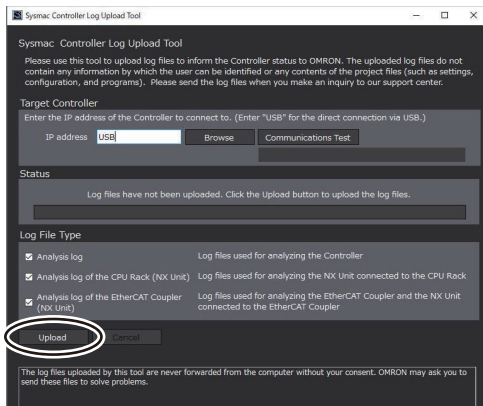 Sysmac Controller Log Upload Tool
Sysmac Controller Log Upload Tool
Please use this tool to upload log files to inform the Controller status to OMRON. The uploaded log files do not
contain any information by which the user can be identified or any contents of the project files (such as settings,
configuration, and programs). Please send the log files when you make an inquiry to our support center.
Target Controller
Enter the IP address of the Controller to connect to. (Enter "USB" for the direct connection via USB.)
IP address USB Browse Communications Test
Status
Log files have not been uploaded. Click the Upload button to upload the log files.
Log File Type
Analysis log Log files used for analyzing the Controller
Analysis log of the CPU Rack (NX Unit) Log files used for analyzing the NX Unit connected to the CPU Rack
Analysis log of the EtherCAT Coupler Log files used for analyzing the EtherCAT Coupler and the NX Unit
(NX Unit) connected to the EtherCAT Coupler
Upload Cancel
The log files uploaded by this tool are never forwarded from the computer without your consent. OMRON may ask you to
send these files to solve problems.